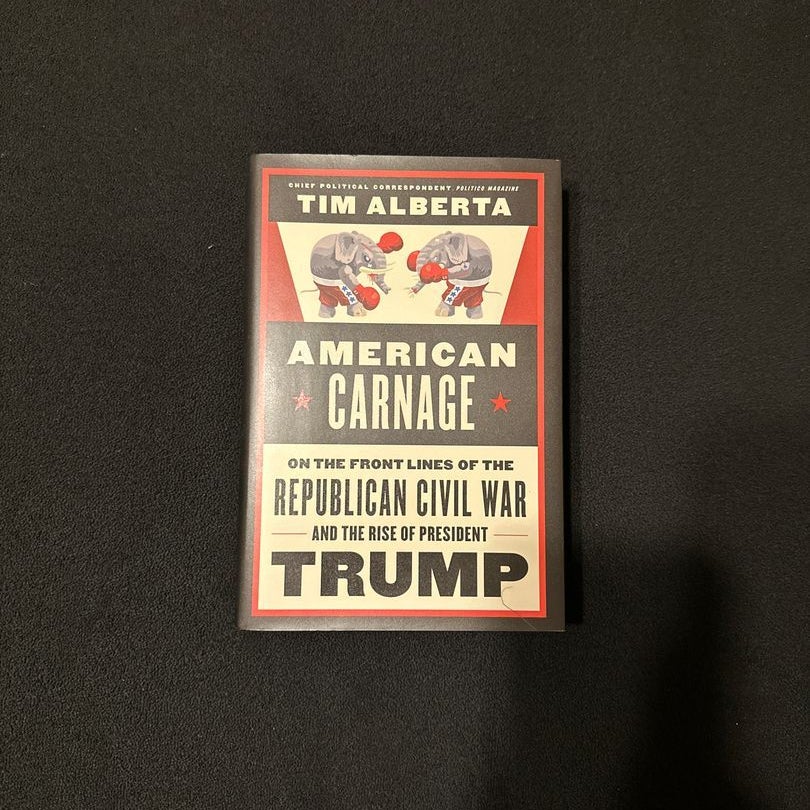 CHIEF POLITICAL CORRESPONDENT, POLITICO MAGAZINE
TIM ALBERTA
AMERICAN
CARNAGE
ON THE FRONT LINES OF THE
REPUBLICAN CIVIL WAR
AND THE RISE OF PRESIDENT
TRUMP